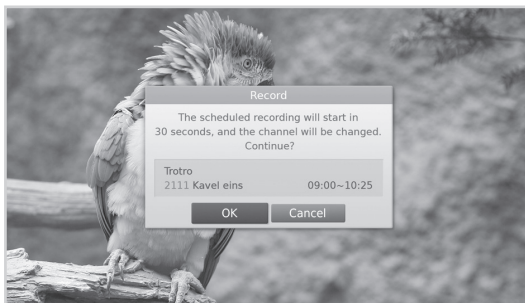 Record
The scheduled recording will start in
30 seconds, and the channel will be changed.
Continue?
Trotro
2111 Kavel eins 09:00~10:25
OK Cancel